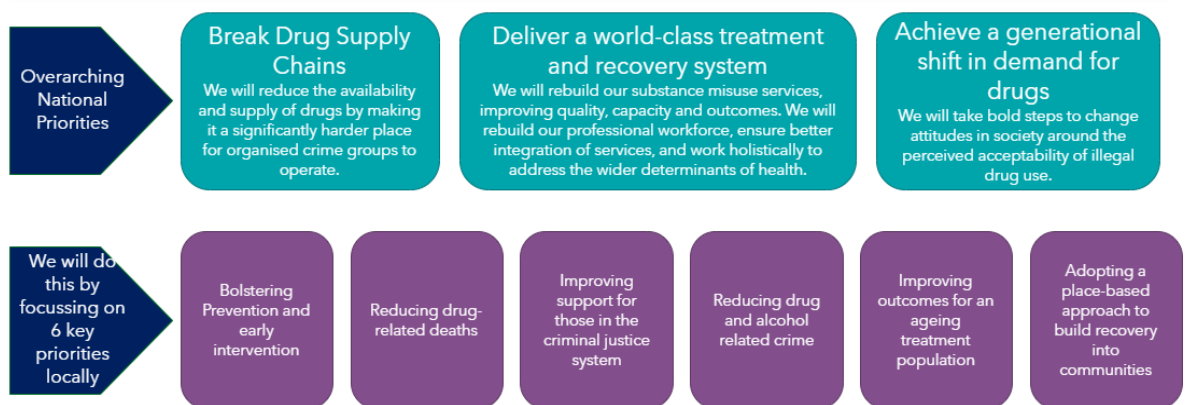 Overarching
National
Priorities
Break Drug Supply
Chains
We will reduce the availability
and supply of drugs by making
it a significantly harder place
for organised crime groups to
operate.
Deliver a world-class treatment
and recovery system
We will rebuild our substance misuse services,
improving quality, capacity and outcomes. We will
rebuild our professional workforce, ensure better
integration of services, and work holistically to
address the wider determinants of health.
Achieve a generational
shift in demand for
drugs
We will take bold steps to change
attitudes in society around the
perceived acceptability of illegal
drug use.
We will do
this by
focussing on
6 key
priorities
locally
Bolstering
Prevention and
early
intervention
Reducing drug-
related deaths
Improving
support for
those in the
criminal justice
system
Reducing drug
and alcohol
related crime
Improving
outcomes for an
ageing
treatment
population
Adopting a
place-based
approach to
build recovery
into
communities